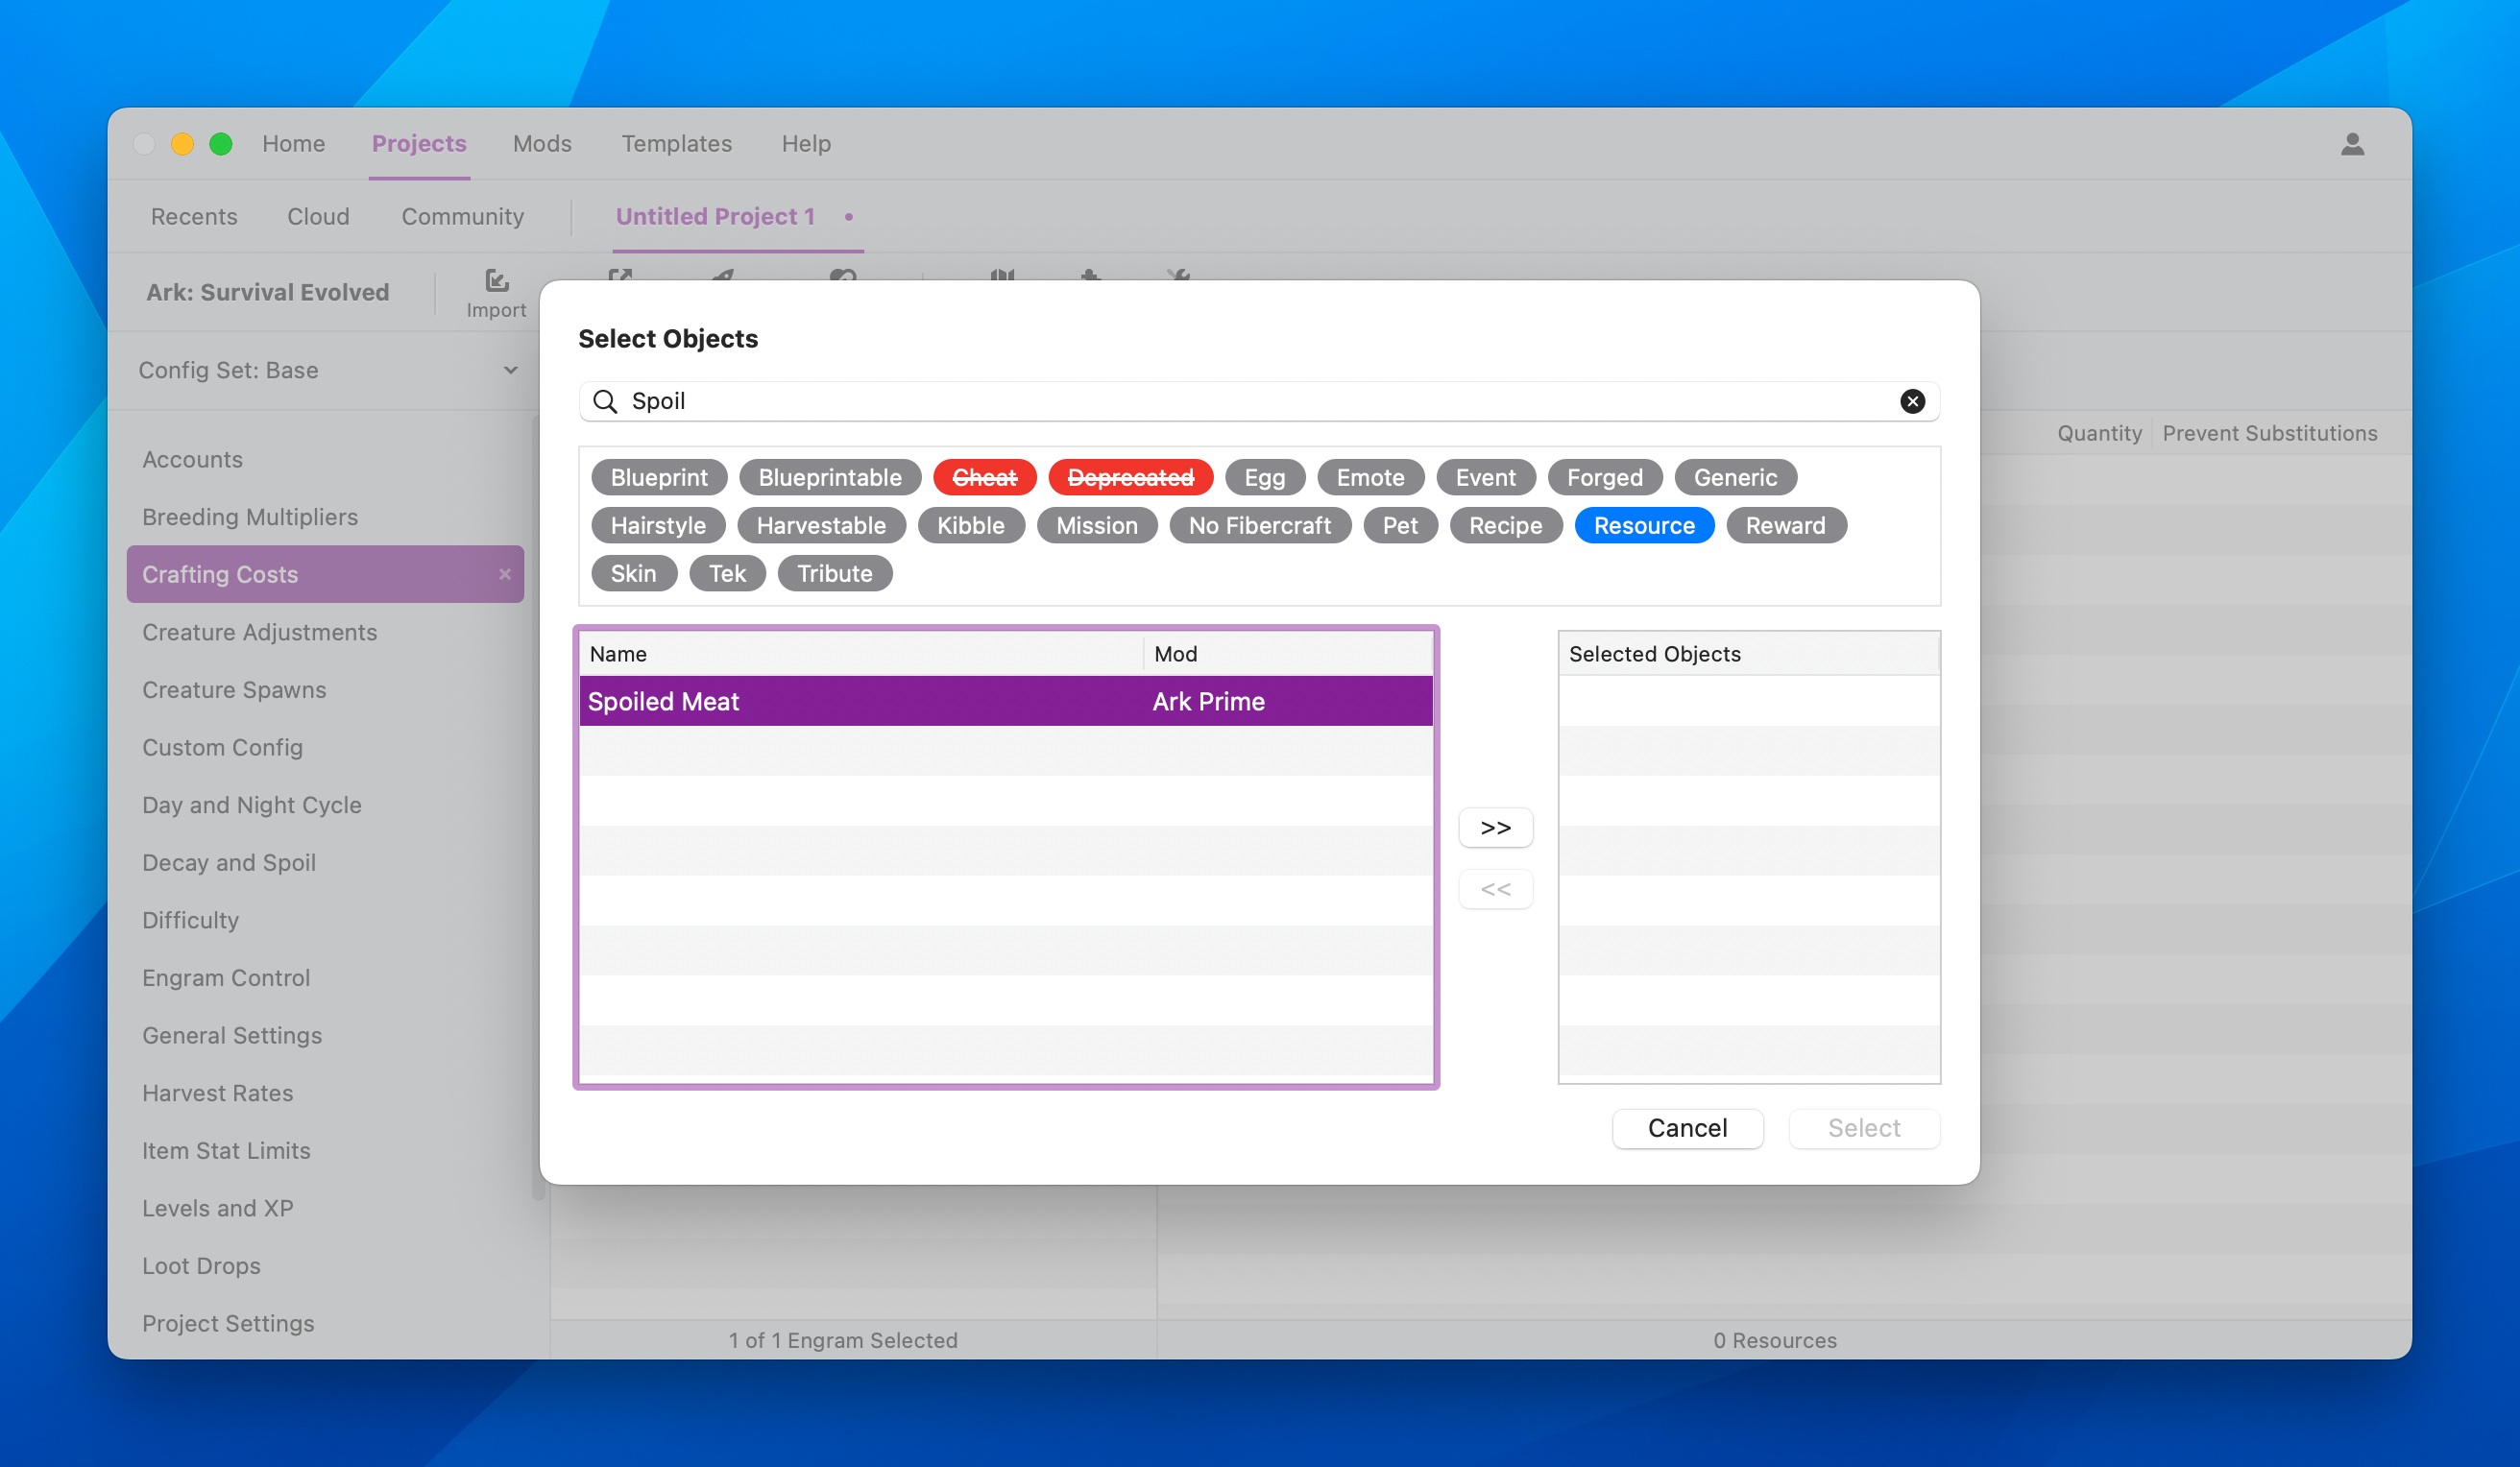 Home Projects Mods Templates Help
Recents Cloud Community Untitled Project 1 •
Ark: Survival Evolved
Import
Config Set: Base
Quantity Prevent Substitutions
Accounts
Breeding Multipliers
Crafting Costs
Creature Adjustments
Creature Spawns
Custom Config
Day and Night Cycle
Decay and Spoil
Difficulty
Engram Control
General Settings
Harvest Rates
Item Stat Limits
Levels and XP
Loot Drops
Project Settings
Select Objects
Spoil
Blueprint Blueprintable Cheat Deprecated Egg Emote Event Forged Generic
Hairstyle Harvestable Kibble Mission No Fibercraft Pet Recipe Resource Reward
Skin Tek Tribute
Name Mod
Spoiled Meat Ark Prime
>>
<<
Selected Objects
Cancel Select
1 of 1 Engram Selected
0 Resources